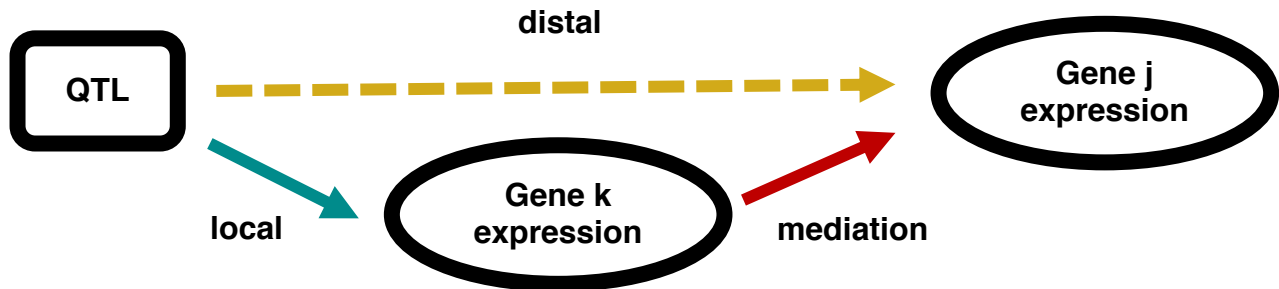 distal
QTL
Gene j
expression
Gene k
expression
local
mediation